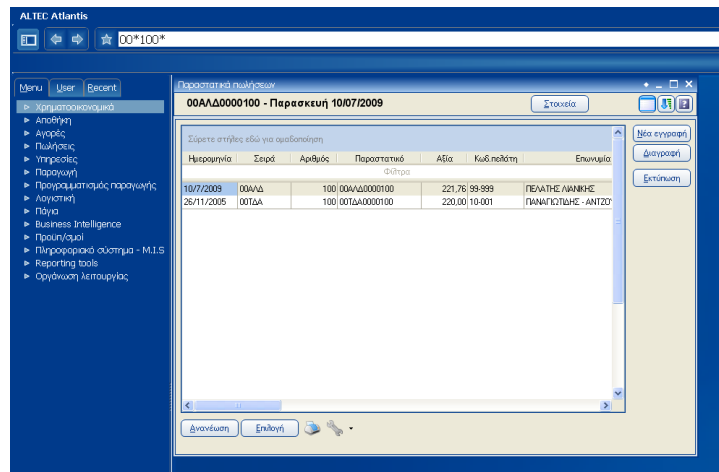 ALTEC Atlantis
00*100*
Menu User Recent
Χρηματοοικονομικά
Αποθήκη
Αγορές
Πωλήσεις
Υπηρεσίες
Παραγωγή
Προγραμματισμός παραγωγής
Λογιστική
Πάγια
Business Intelligence
Προϋπ/σμοί
Πληροφοριακό σύστημα - M.I.S
Reporting tools
Οργάνωση λειτουργίας
Παραστατικά πωλήσεων
00ΑΛΔ0000100 - Παρασκευή 10/07/2009
Στοιχεία
Σύρετε στήλες εδώ για ομαδοποίηση
Ημερομηνία Σειρά Αριθμός Παραστατικό Αξία Κωδ.πελάτη Επωνυμία
Φίλτρα
10/7/2009 00ΑΛΔ 100 00ΑΛΔ0000100 221,76 99-999 ΠΕΛΑΤΗΣ ΛΙΑΝΙΚΗΣ
26/11/2005 00ΤΔΑ 100 00ΤΔΑ0000100 220,00 10-001 ΠΑΝΑΓΙΩΤΙΔΗΣ - ΑΝΤΖΟ
Νέα εγγραφή
Διαγραφή
Εκτύπωση
Ανανέωση Επιλογή